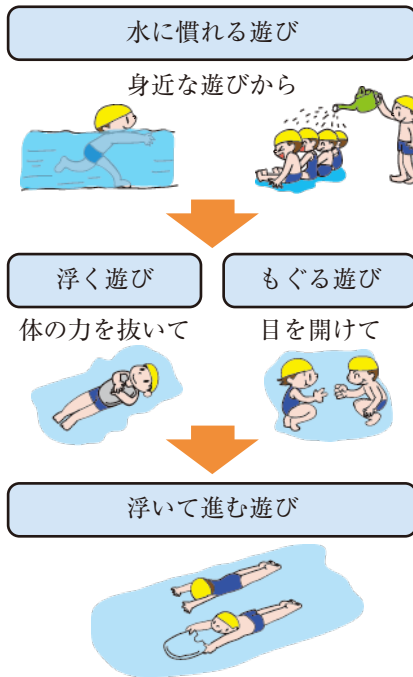 水に慣れる遊び
身近な遊びから
浮く遊び
もぐる遊び
体の力を抜いて
目を開けて
浮いて進む遊び